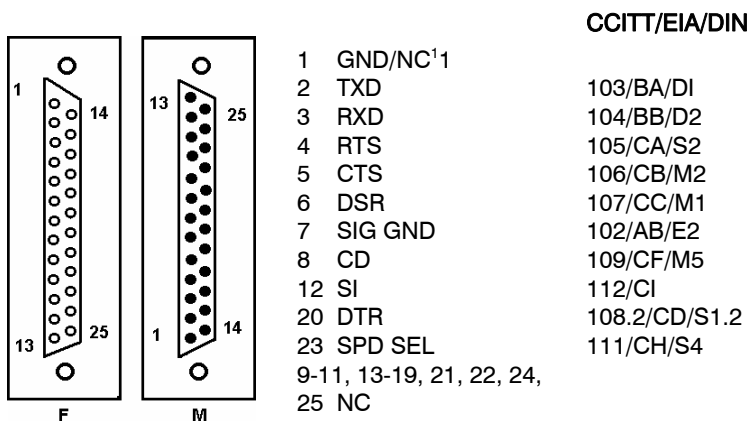 CCITT/EIA/DIN
1 14
13 25
F
13 25
1 14
M
1 GND/NC¹1
2 TXD 103/BA/DI
3 RXD 104/BB/D2
4 RTS 105/CA/S2
5 CTS 106/CB/M2
6 DSR 107/CC/M1
7 SIG GND 102/AB/E2
8 CD 109/CF/M5
12 SI 112/CI
20 DTR 108.2/CD/S1.2
23 SPD SEL 111/CH/S4
9-11, 13-19, 21, 22, 24,
25 NC